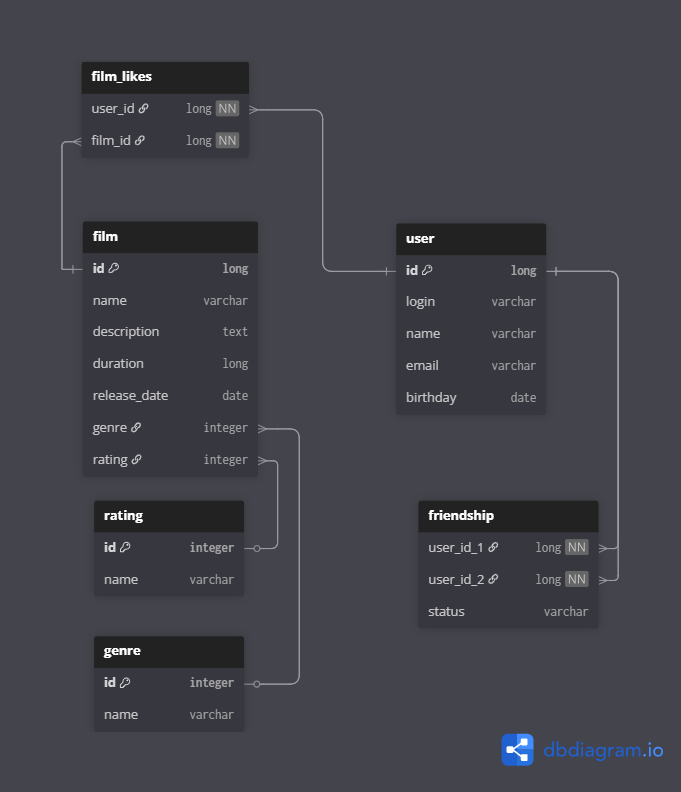 film_likes
user_id long NN
film_id long NN
film
id long
name varchar
description text
duration long
release_date date
genre integer
rating integer
user
id long
login varchar
name varchar
email varchar
birthday date
rating
id integer
name varchar
friendship
user_id_1 long NN
user_id_2 long NN
status varchar
genre
id integer
name varchar
dbdiagram.io